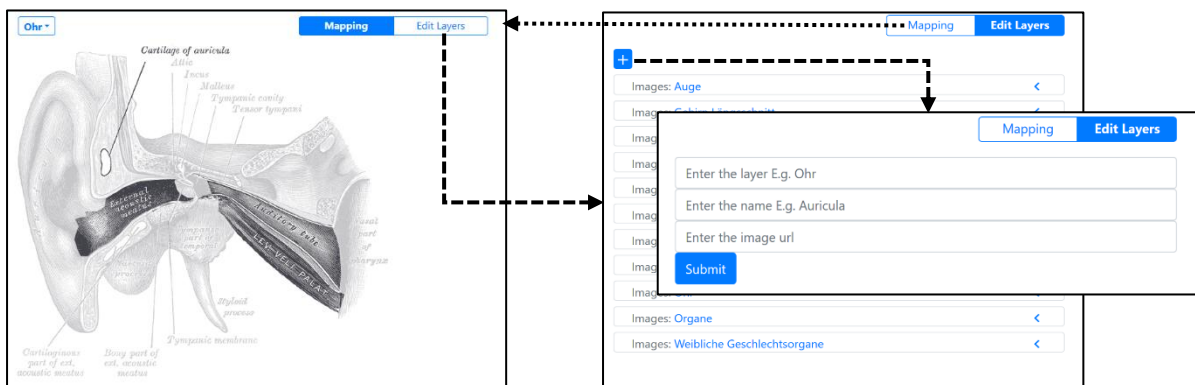 Ohr
Mapping
Edit Layers
Cartilage of auricula
Attic
Incus
Malleus
Tympanic cavity
Tensor tympani
External
acoustic
meatus
Auditory tube
LEV. VELI PALAT.
part
of
Styloid
process
Tympanic membrane
Cartilaginous
part of ext.
acoustic meatus
Bony part of
ext. acoustic
meatus
Mapping
Edit Layers
+
Images: Auge
Images: Organe
Images: Weibliche Geschlechtsorgane
Mapping
Edit Layers
Enter the layer E.g. Ohr
Enter the name E.g. Auricula
Enter the image url
Submit